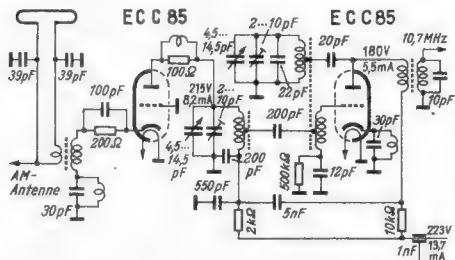 ECC85
ECC85
39pF
39pF
100pF
200Ω
AM-
Antenne
30pF
100Ω
4,5...
14,5pF
2...10pF
22pF
215V
8,2mA
2...
10pF
4,5...
14,5
pF
200
pF
550pF
2kΩ
200pF
5nF
500kΩ
12pF
20pF
180V
5,5mA
30pF
10kΩ
1nF
10,7MHz
10pF
223V
13,7
mA